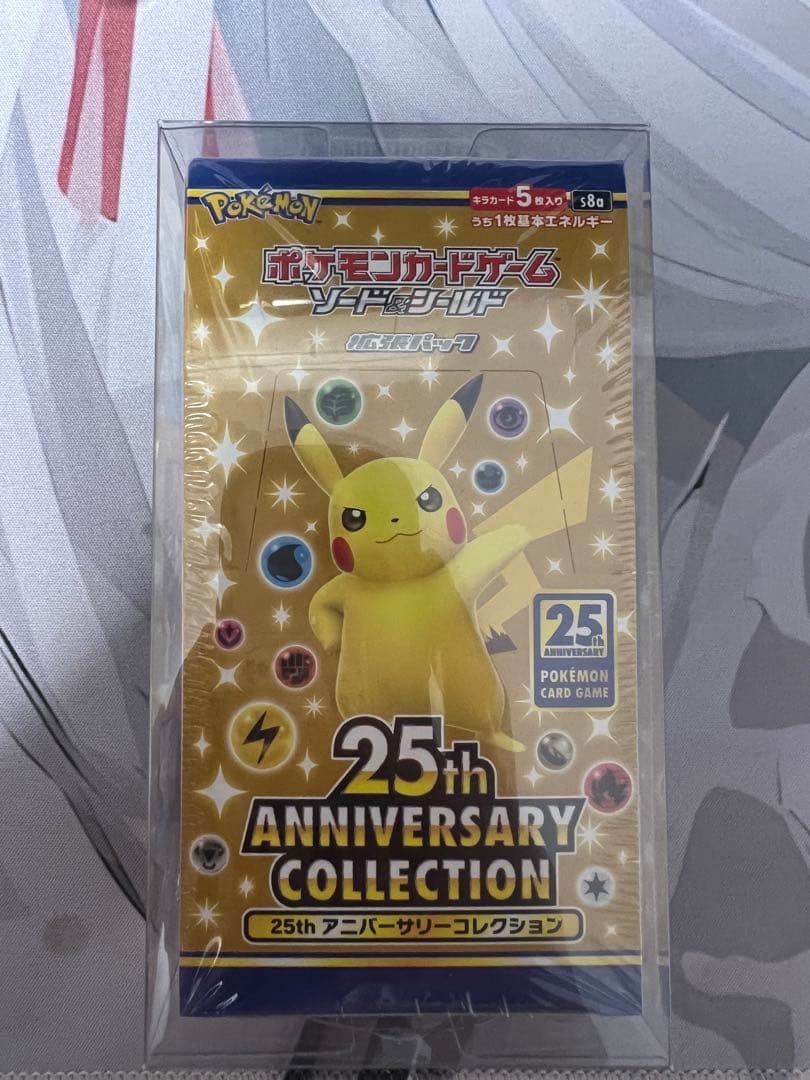 POKÉMON
キラカード5枚入り s8a
うち1枚基本エネルギー
ポケモンカードゲーム
ソード&シールド
拡張パック
25th
ANNIVERSARY
POKÉMON
CARD GAME
25th
ANNIVERSARY
COLLECTION
25th アニバーサリーコレクション